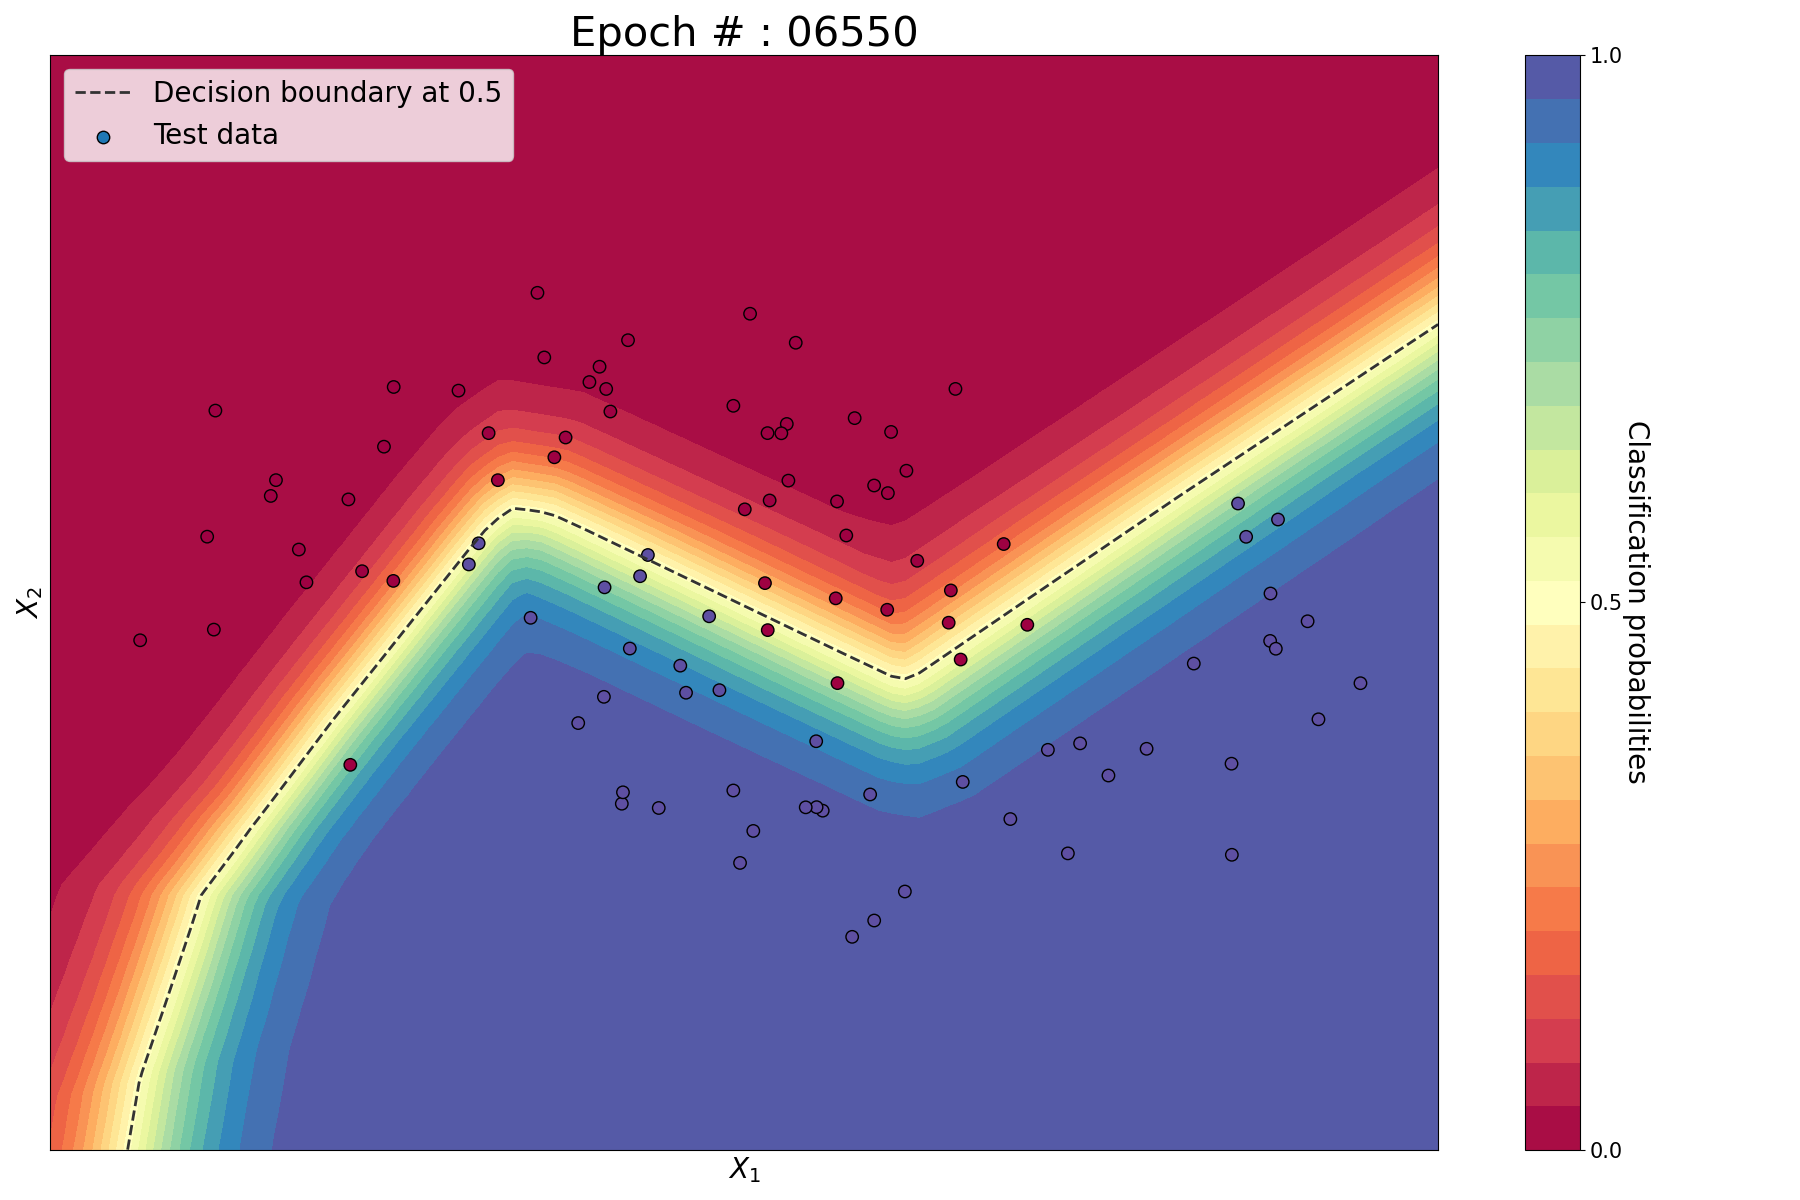 Epoch # : 06550
Decision boundary at 0.5
Test data
X₂
X₁
1.0
0.5
0.0
Classification probabilities